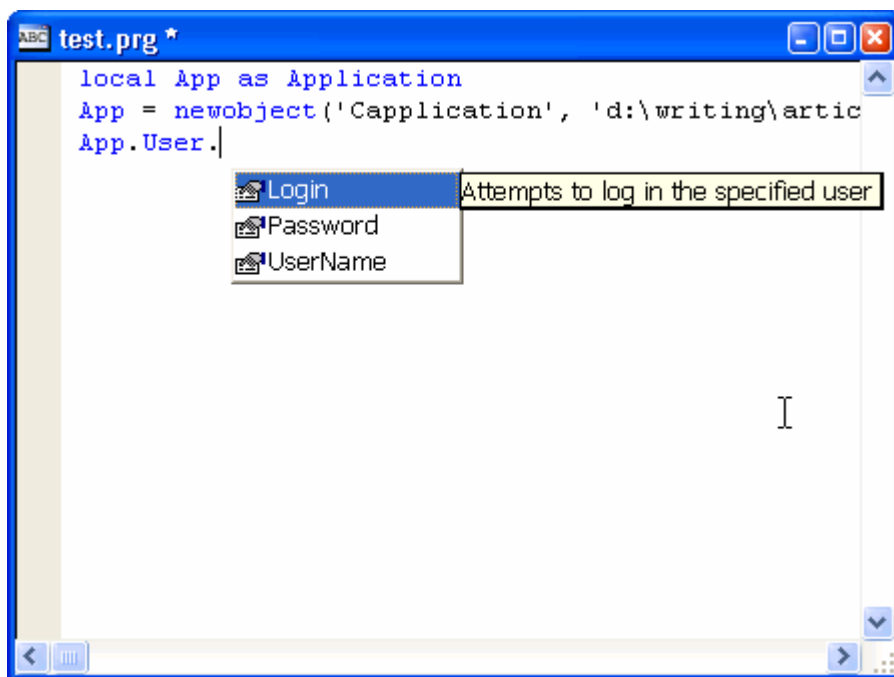 ABC test.prg *
local App as Application
App = newobject('Capplication', 'd:\writing\artic
App.User.
Login Attempts to log in the specified user
Password
UserName